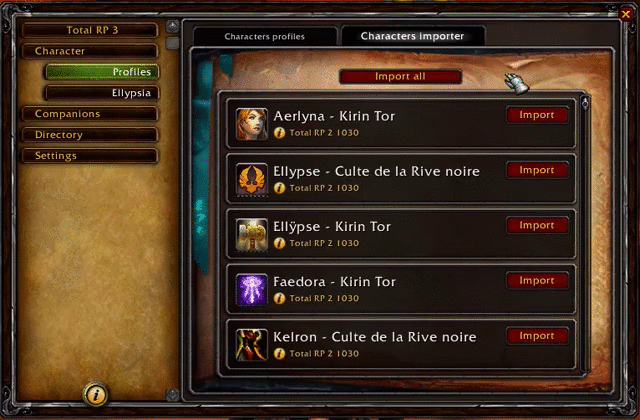 Total RP 3
Character
Profiles
Ellypsia
Companions
Directory
Settings
Characters profiles
Characters importer
Import all
Aerlyna - Kirin Tor
Import
Total RP 2 1030
Ellypse - Culte de la Rive noire
Import
Total RP 2 1030
Ellÿpse - Kirin Tor
Import
Total RP 2 1030
Faedora - Kirin Tor
Import
Total RP 2 1030
Kelron - Culte de la Rive noire
Import
Total RP 2 1030